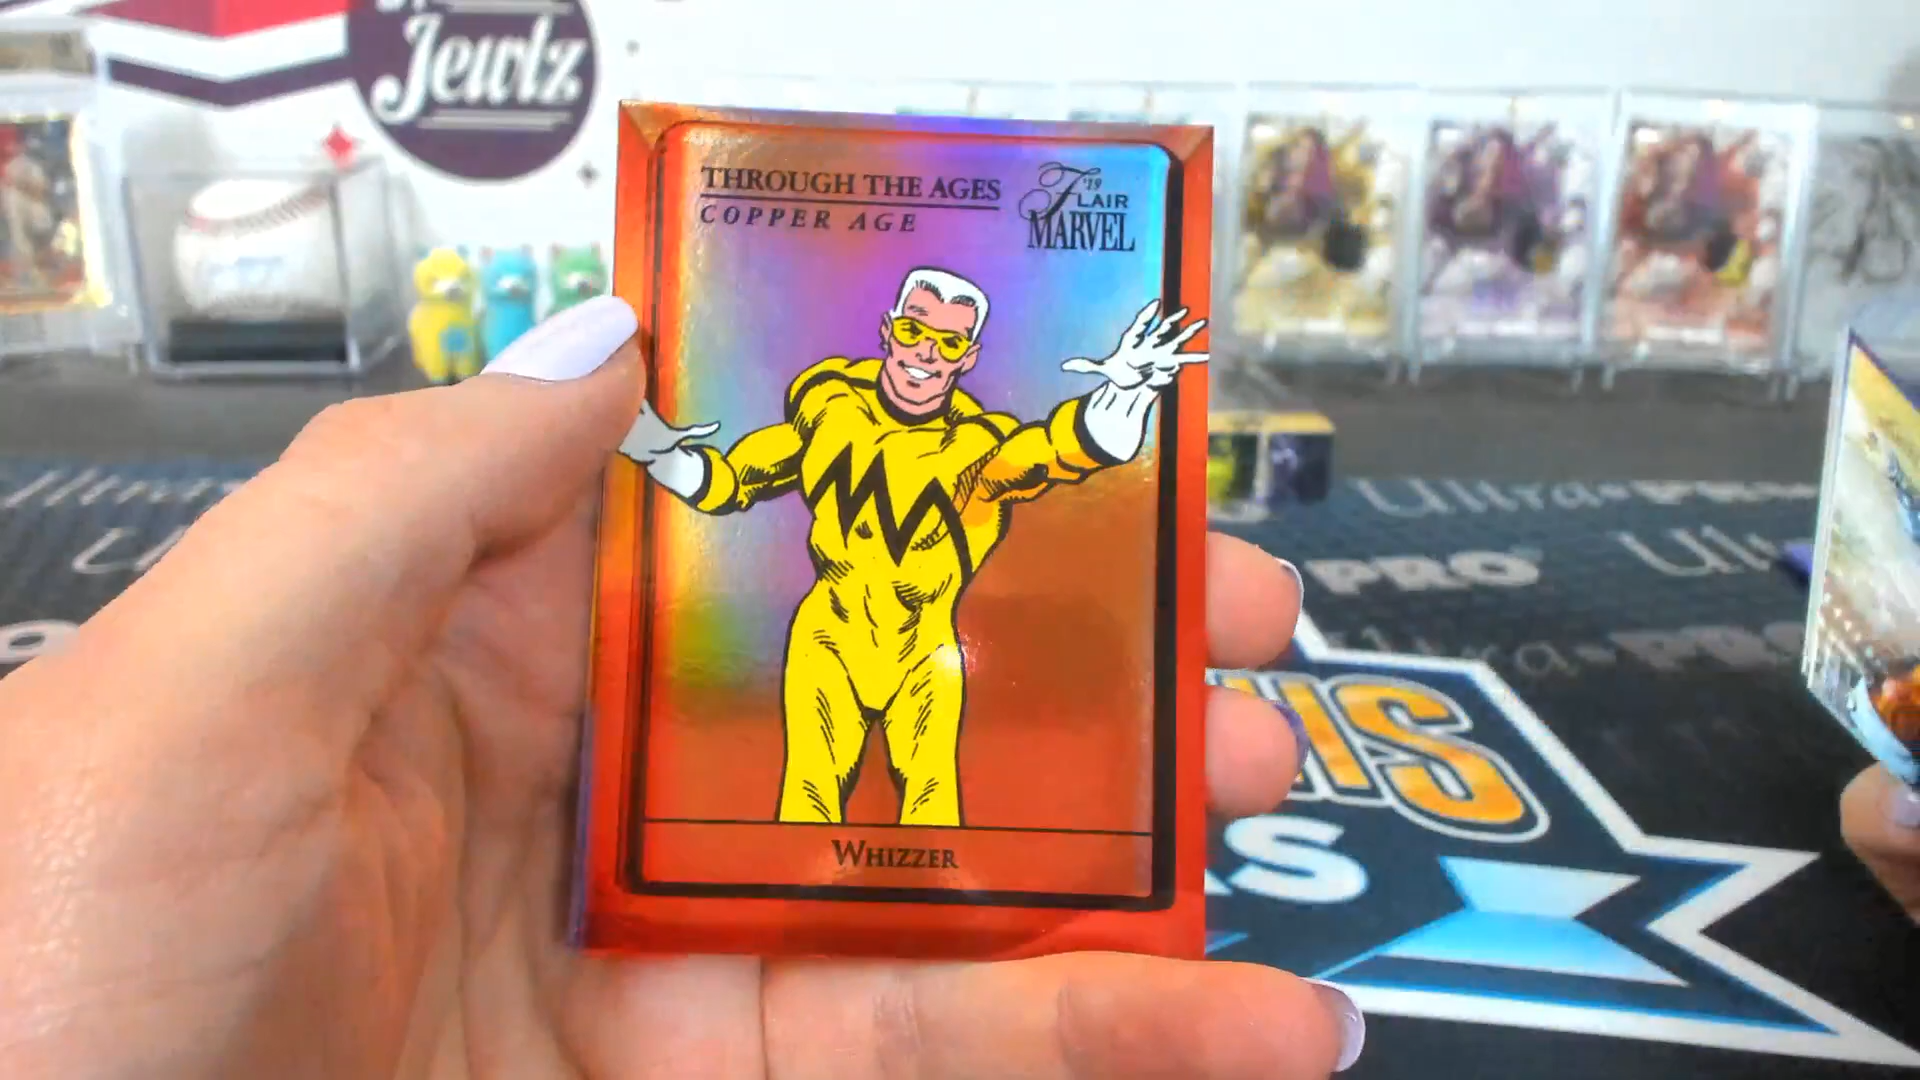 Jewlz
THROUGH THE AGES
COPPER AGE
'19
FLAIR
MARVEL
WHIZZER
Ultra PRO
PRO